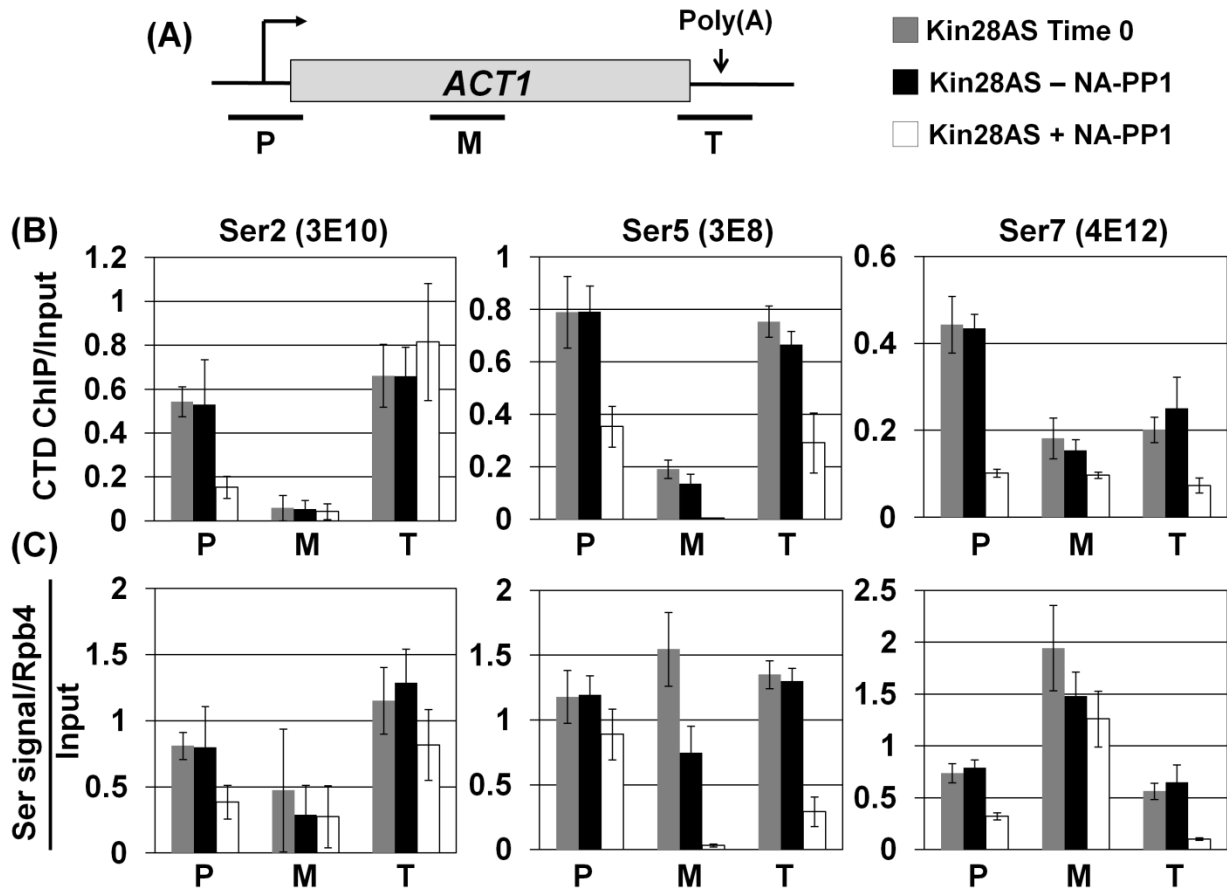 (A)
Poly(A)
ACT1
P M T
Kin28AS Time 0
Kin28AS – NA-PP1
Kin28AS + NA-PP1
(B)
Ser2 (3E10)
Ser5 (3E8)
Ser7 (4E12)
CTD ChIP/Input
1.2
1
0.8
0.6
0.4
0.2
0
P M T
1
0.8
0.6
0.4
0.2
0
P M T
0.6
0.4
0.2
0
P M T
(C)
Ser signal/Rpb4
Input
2
1.5
1
0.5
0
P M T
2
1.5
1
0.5
0
P M T
2.5
2
1.5
1
0.5
0
P M T